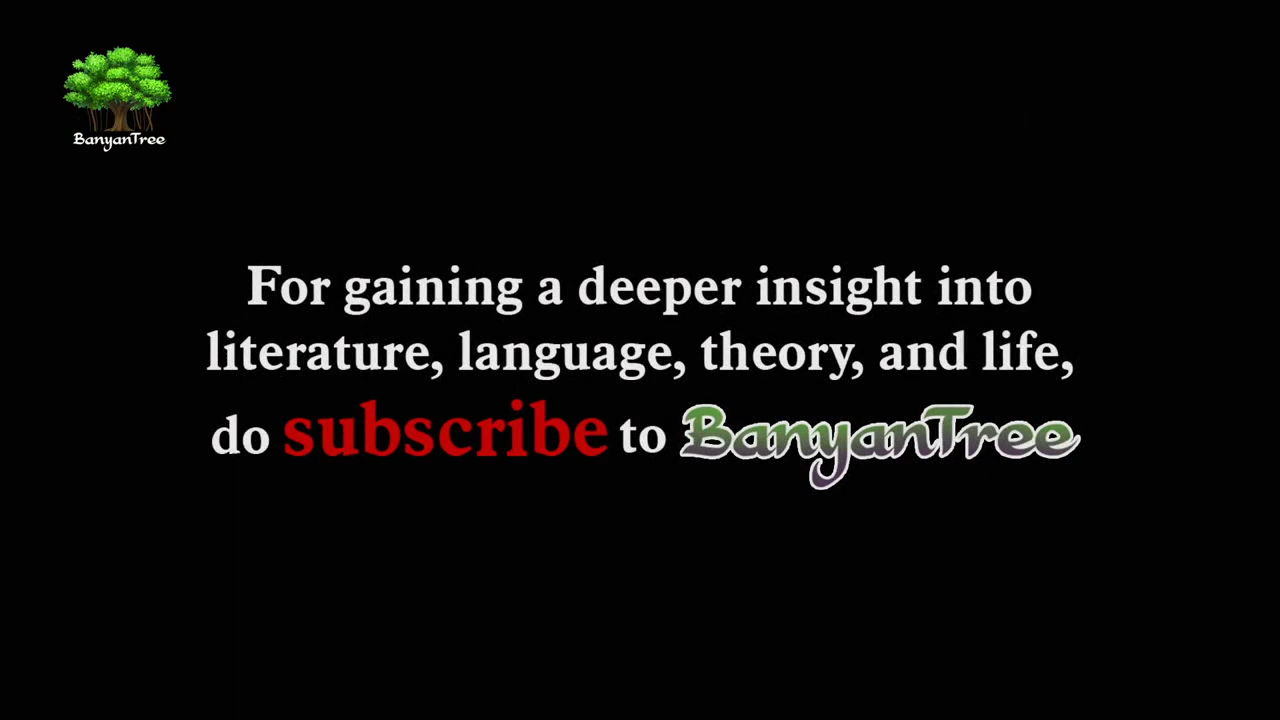 BanyanTree
For gaining a deeper insight into
literature, language, theory, and life,
do subscribe to BanyanTree